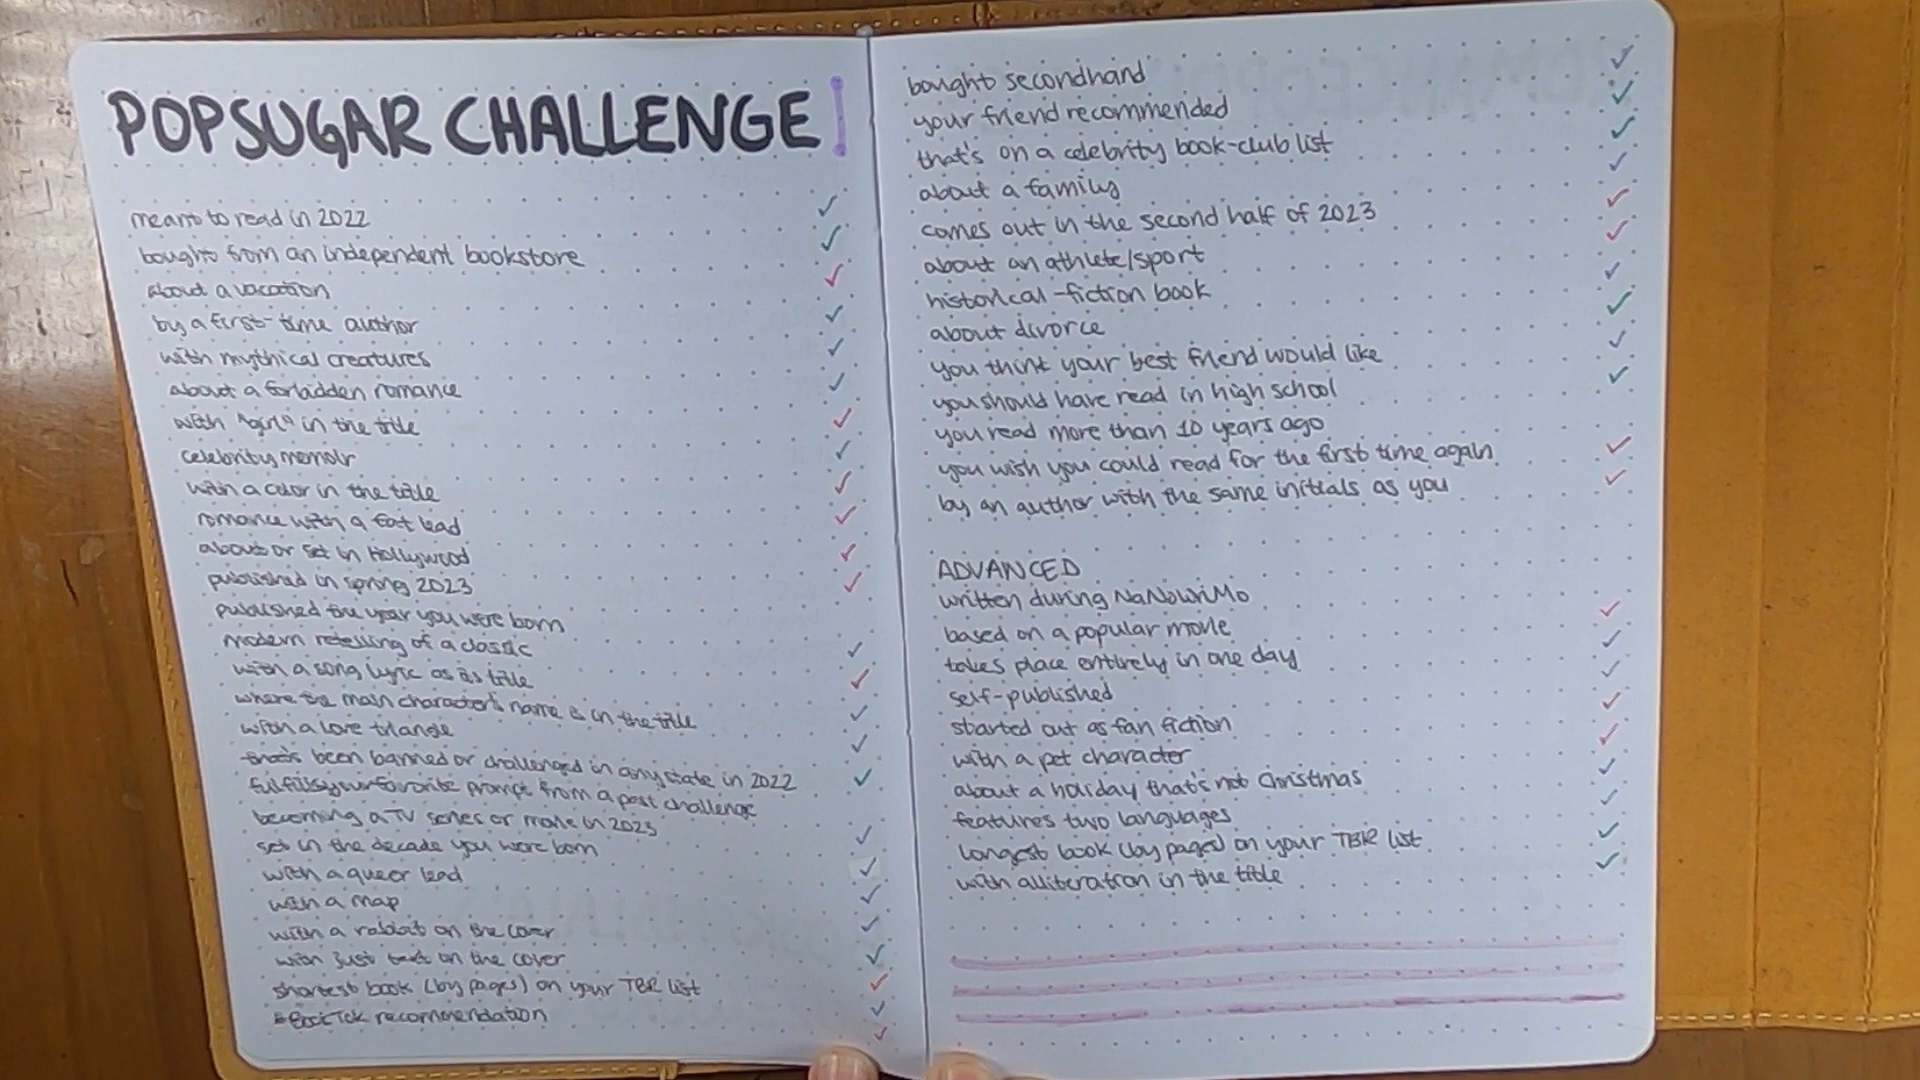 POPSUGAR CHALLENGE
meant to read in 2022
bought from an independent bookstore
about a vacation
by a first-time author
with mythical creatures
about a forbidden romance
with "girl" in the title
celebrity memoir
with a color in the title
romance with a fat lead
about or set in Hollywood
published in spring 2023
published the year you were born
modern retelling of a classic
with a song lyric as its title
where the main character's name is in the title
with a love triangle
that's been banned or challenged in any state in 2022
fulfills your favorite prompt from a past challenge
becoming a TV series or movie in 2023
set in the decade you were born
with a queer lead
with a map
with a rabbit on the cover
with just text on the cover
shortest book (by pages) on your TBR list
BookTok recommendation
bought secondhand
your friend recommended
that's on a celebrity book-club list
about a family
comes out in the second half of 2023
about an athlete/sport
historical-fiction book
about divorce
you think your best friend would like
you should have read in high school
you read more than 10 years ago
you wish you could read for the first time again
by an author with the same initials as you
ADVANCED
written during NaNoWriMo
based on a popular movie
takes place entirely in one day
self-published
started out as fan fiction
with a pet character
about a holiday that's not Christmas
features two languages
longest book (by pages) on your TBR list
with alliteration in the title